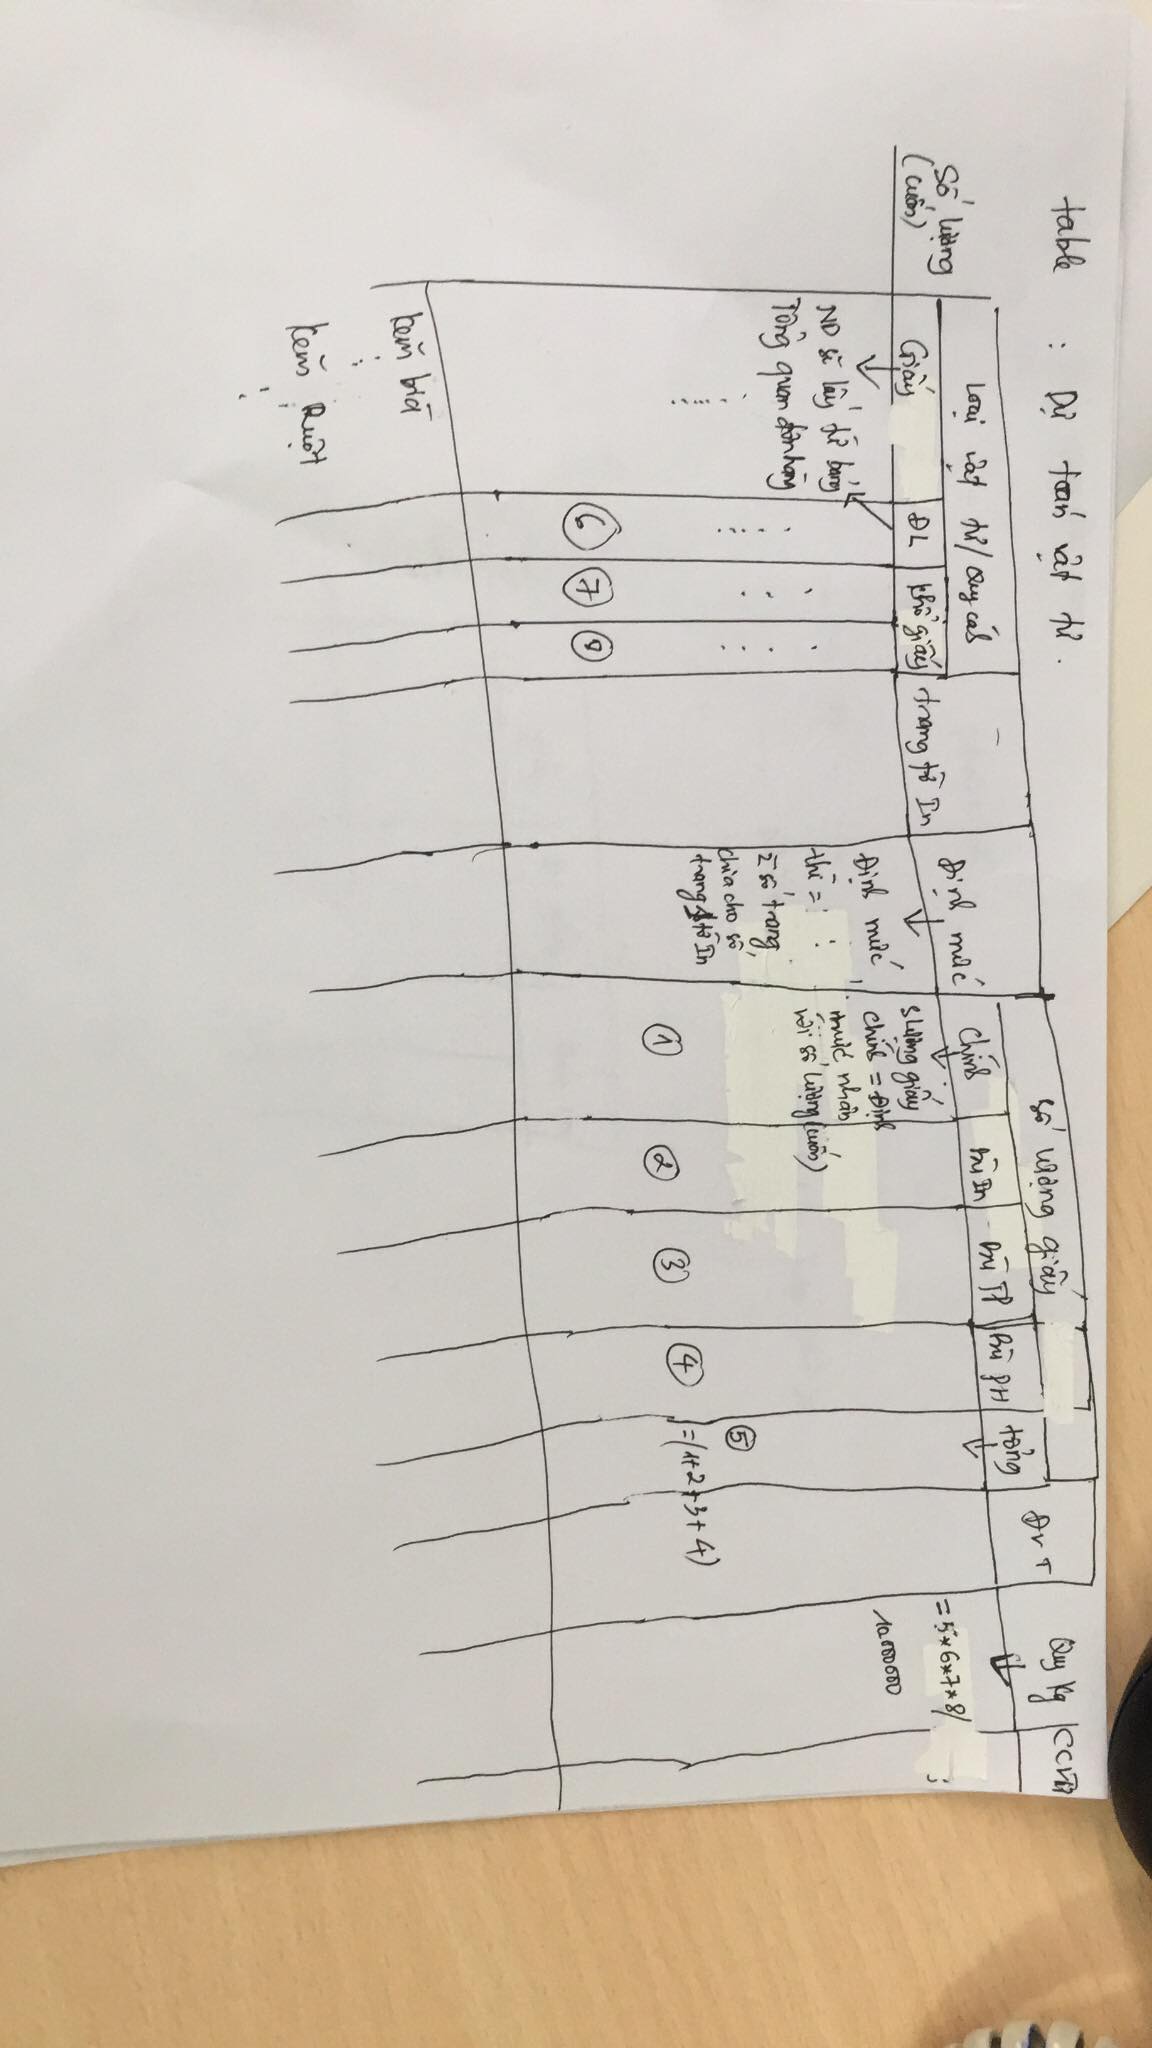 table : Dự toán vật tư.
Số lượng giấy
Quy Kg
CCVT
ĐVT
Loại vật tư/ Quy cách
Chính
Bù In
Bù TP
Bù PH
tổng
Số lượng
(cuốn)
Giấy
ĐL
khổ giấy
trang tờ In
Định mức
ND sẽ lấy từ bảng
Tổng quan đơn hàng
Định mức
thì =
Σ số trang
chia cho số
trang tờ In
Slượng giấy
chính = Định
mức nhân
với số lượng (cuốn)
= 5*6*7*8/
10.000000
5
=(1+2+3+4)
1
2
3
4
6
7
8
Kẽm bìa
Kẽm Ruột